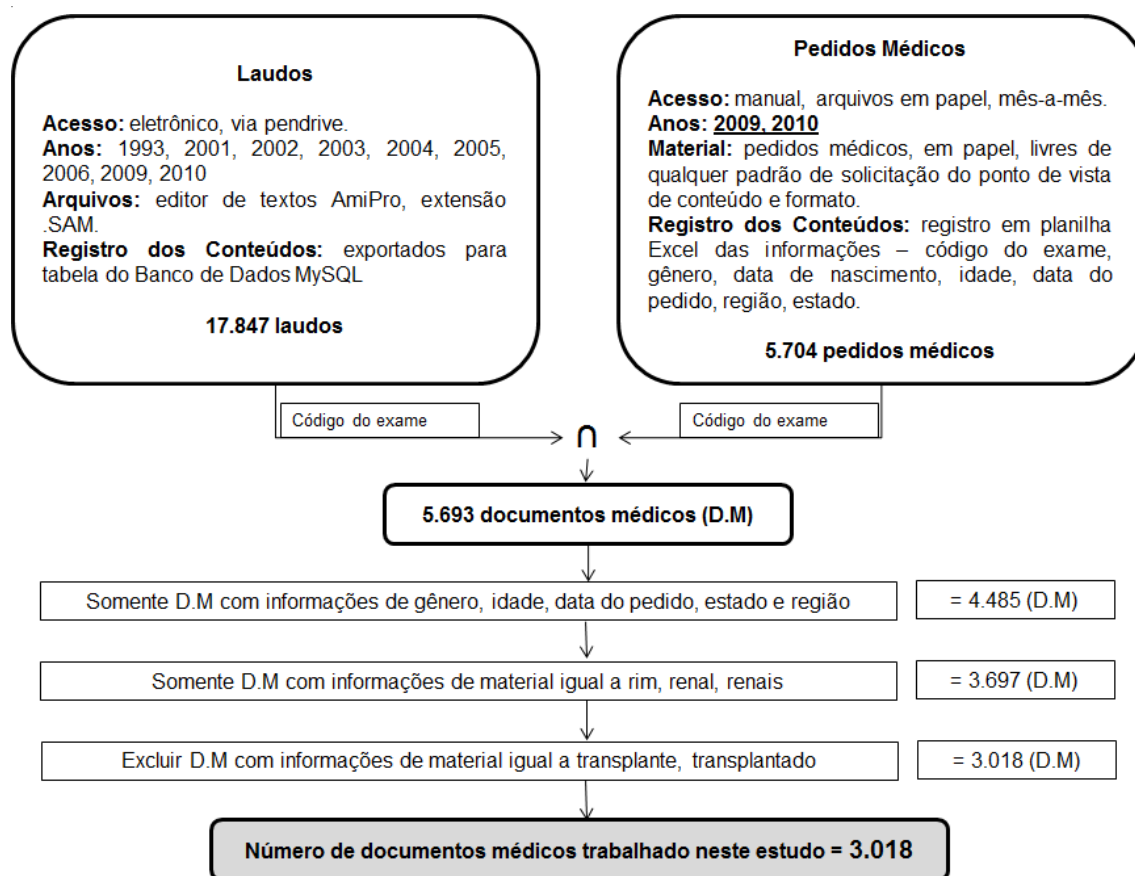 Laudos
Acesso: eletrônico, via pendrive.
Anos: 1993, 2001, 2002, 2003, 2004, 2005,
2006, 2009, 2010
Arquivos: editor de textos AmiPro, extensão
.SAM.
Registro dos Conteúdos: exportados para
tabela do Banco de Dados MySQL
17.847 laudos
Pedidos Médicos
Acesso: manual, arquivos em papel, mês-a-mês.
Anos: 2009, 2010
Material: pedidos médicos, em papel, livres de
qualquer padrão de solicitação do ponto de vista
de conteúdo e formato.
Registro dos Conteúdos: registro em planilha
Excel das informações – código do exame,
gênero, data de nascimento, idade, data do
pedido, região, estado.
5.704 pedidos médicos
Código do exame
∩
Código do exame
5.693 documentos médicos (D.M)
Somente D.M com informações de gênero, idade, data do pedido, estado e região
= 4.485 (D.M)
Somente D.M com informações de material igual a rim, renal, renais
= 3.697 (D.M)
Excluir D.M com informações de material igual a transplante, transplantado
= 3.018 (D.M)
Número de documentos médicos trabalhado neste estudo = 3.018